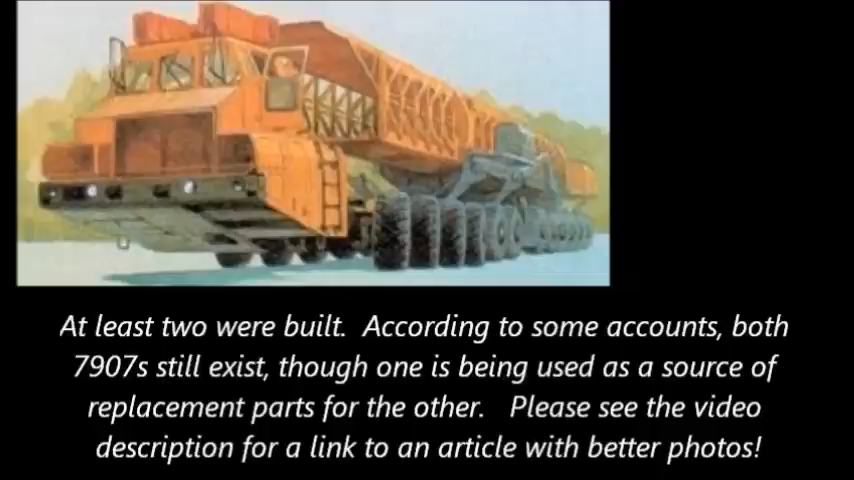 At least two were built.  According to some accounts, both
7907s still exist, though one is being used as a source of
replacement parts for the other.   Please see the video
description for a link to an article with better photos!